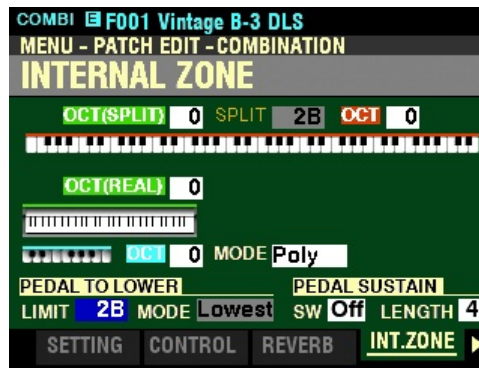 COMBI E F001 Vintage B-3 DLS
MENU - PATCH EDIT - COMBINATION
INTERNAL ZONE
OCT(SPLIT) 0 SPLIT 2B OCT 0
OCT(REAL) 0
OCT 0 MODE Poly
PEDAL TO LOWER PEDAL SUSTAIN
LIMIT 2B MODE Lowest SW Off LENGTH 4
SETTING CONTROL REVERB INT.ZONE